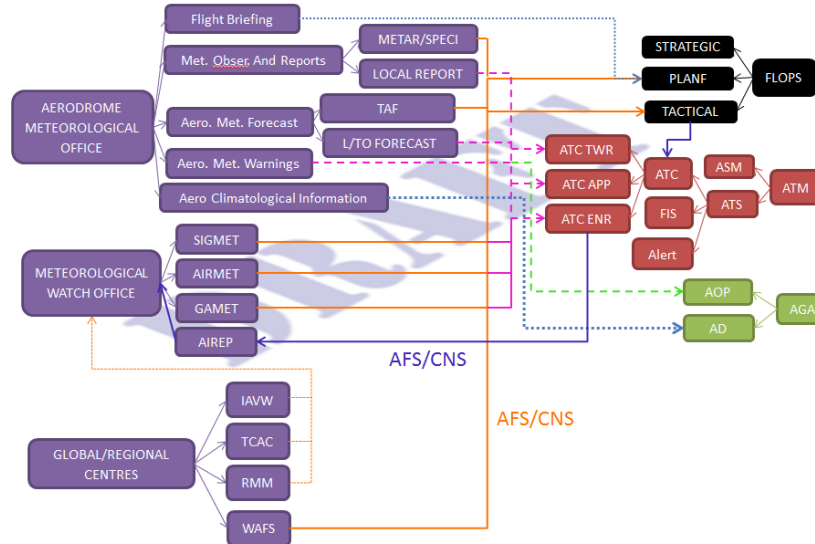 Flight Briefing
METAR/SPECI
Met. Obser. And Reports
LOCAL REPORT
AERODROME
METEOROLOGICAL
OFFICE
Aero. Met. Forecast
TAF
L/TO FORECAST
Aero. Met. Warnings
Aero Climatological Information
STRATEGIC
PLANF
FLOPS
TACTICAL
ATC TWR
ATC APP
ATC ENR
ATC
ASM
FIS
ATS
ATM
Alert
METEOROLOGICAL
WATCH OFFICE
SIGMET
AIRMET
GAMET
AIREP
AOP
AD
AGA
AFS/CNS
AFS/CNS
GLOBAL/REGIONAL
CENTRES
IAVW
TCAC
RMM
WAFS
DRAFT